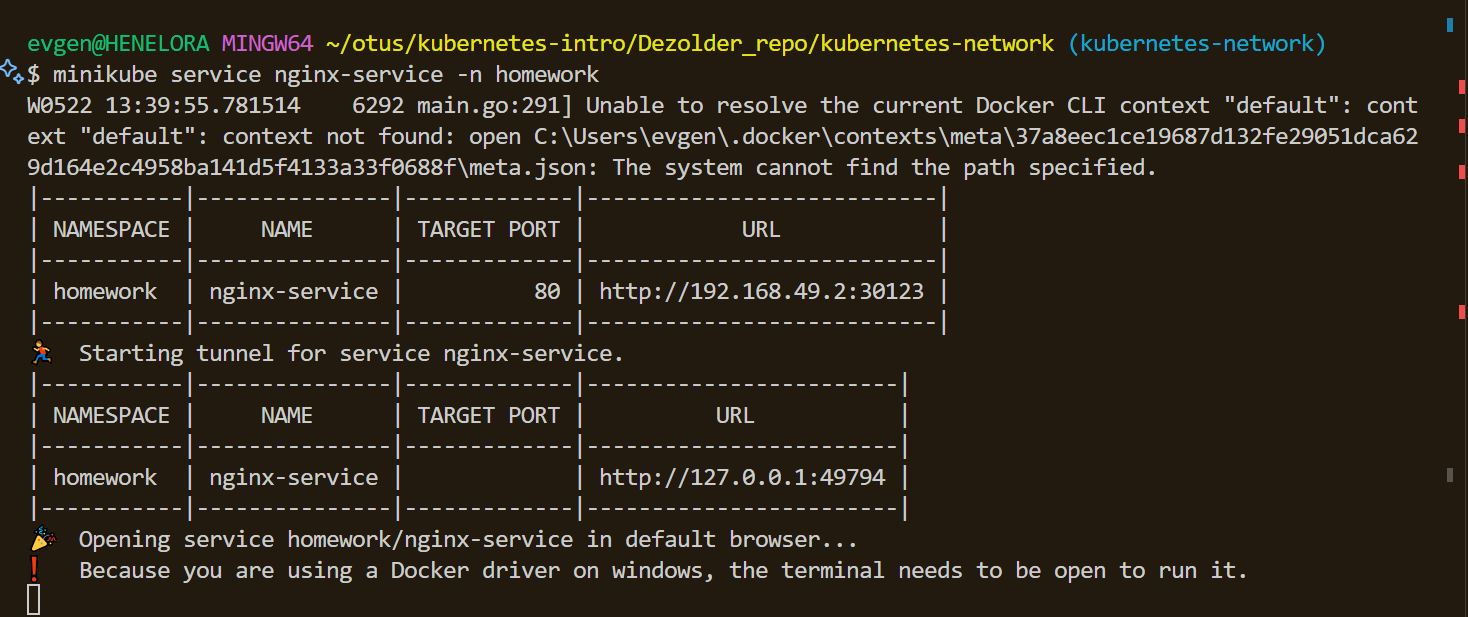 evgen@HENELORA MINGW64 ~/otus/kubernetes-intro/Dezolder_repo/kubernetes-network (kubernetes-network)
$ minikube service nginx-service -n homework
W0522 13:39:55.781514    6292 main.go:291] Unable to resolve the current Docker CLI context "default": cont
ext "default": context not found: open C:\Users\evgen\.docker\contexts\meta\37a8eec1ce19687d132fe29051dca62
9d164e2c4958ba141d5f4133a33f0688f\meta.json: The system cannot find the path specified.
|-----------|---------------|-------------|---------------------------|
| NAMESPACE |     NAME      | TARGET PORT |            URL            |
|-----------|---------------|-------------|---------------------------|
| homework  | nginx-service |          80 | http://192.168.49.2:30123 |
|-----------|---------------|-------------|---------------------------|
🏃  Starting tunnel for service nginx-service.
|-----------|---------------|-------------|------------------------|
| NAMESPACE |     NAME      | TARGET PORT |          URL           |
|-----------|---------------|-------------|------------------------|
| homework  | nginx-service |             | http://127.0.0.1:49794 |
|-----------|---------------|-------------|------------------------|
🎉  Opening service homework/nginx-service in default browser...
❗  Because you are using a Docker driver on windows, the terminal needs to be open to run it.